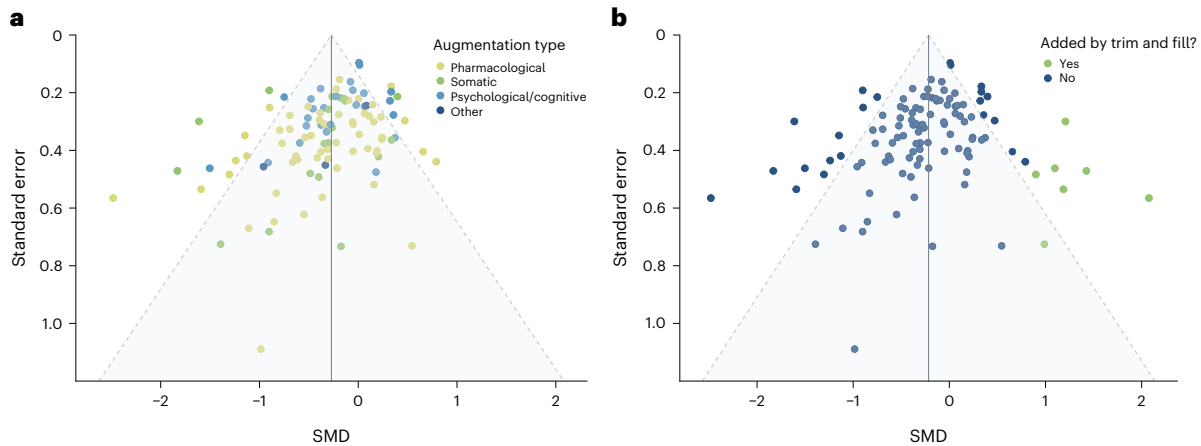 a
Augmentation type
Pharmacological
Somatic
Psychological/cognitive
Other
0
0.2
0.4
0.6
0.8
1.0
Standard error
−2
−1
0
1
2
SMD
b
Added by trim and fill?
Yes
No
0
0.2
0.4
0.6
0.8
1.0
Standard error
−2
−1
0
1
2
SMD